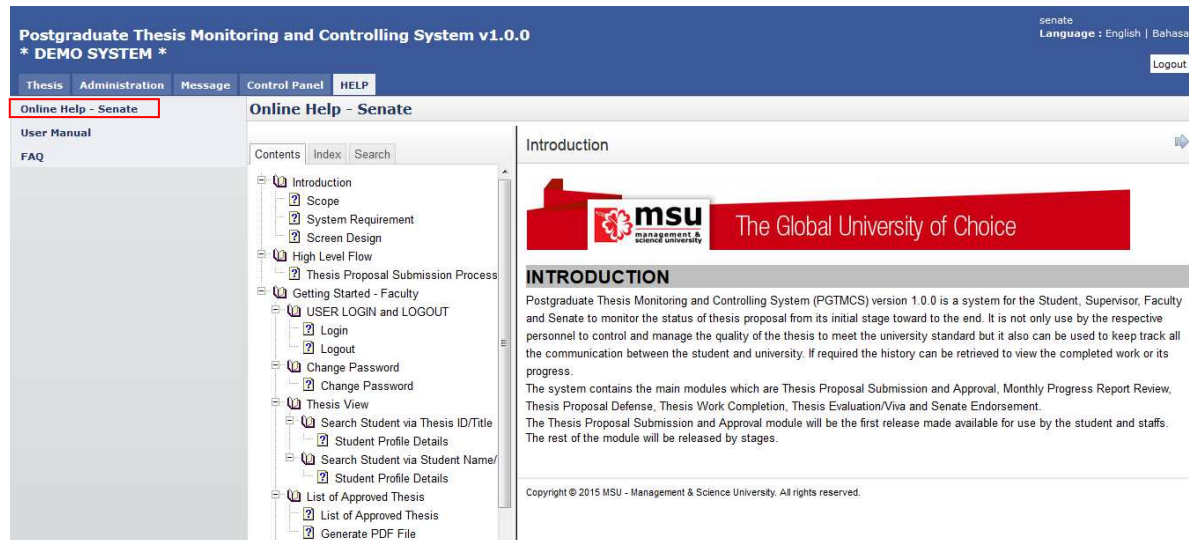 Postgraduate Thesis Monitoring and Controlling System v1.0.0
* DEMO SYSTEM *
senate
Language : English | Bahasa
Logout
Thesis Administration Message Control Panel HELP
Online Help - Senate
User Manual
FAQ
Online Help - Senate
Contents Index Search
Introduction
Scope
System Requirement
Screen Design
High Level Flow
Thesis Proposal Submission Process
Getting Started - Faculty
USER LOGIN and LOGOUT
Login
Logout
Change Password
Change Password
Thesis View
Search Student via Thesis ID/Title
Student Profile Details
Search Student via Student Name/
Student Profile Details
List of Approved Thesis
List of Approved Thesis
Generate PDF File
Introduction
msu
management &
science university
The Global University of Choice
INTRODUCTION
Postgraduate Thesis Monitoring and Controlling System (PGTMCS) version 1.0.0 is a system for the Student, Supervisor, Faculty
and Senate to monitor the status of thesis proposal from its initial stage toward to the end. It is not only use by the respective
personnel to control and manage the quality of the thesis to meet the university standard but it also can be used to keep track all
the communication between the student and university. If required the history can be retrieved to view the completed work or its
progress.
The system contains the main modules which are Thesis Proposal Submission and Approval, Monthly Progress Report Review,
Thesis Proposal Defense, Thesis Work Completion, Thesis Evaluation/Viva and Senate Endorsement.
The Thesis Proposal Submission and Approval module will be the first release made available for use by the student and staffs.
The rest of the module will be released by stages.
Copyright © 2015 MSU - Management & Science University. All rights reserved.